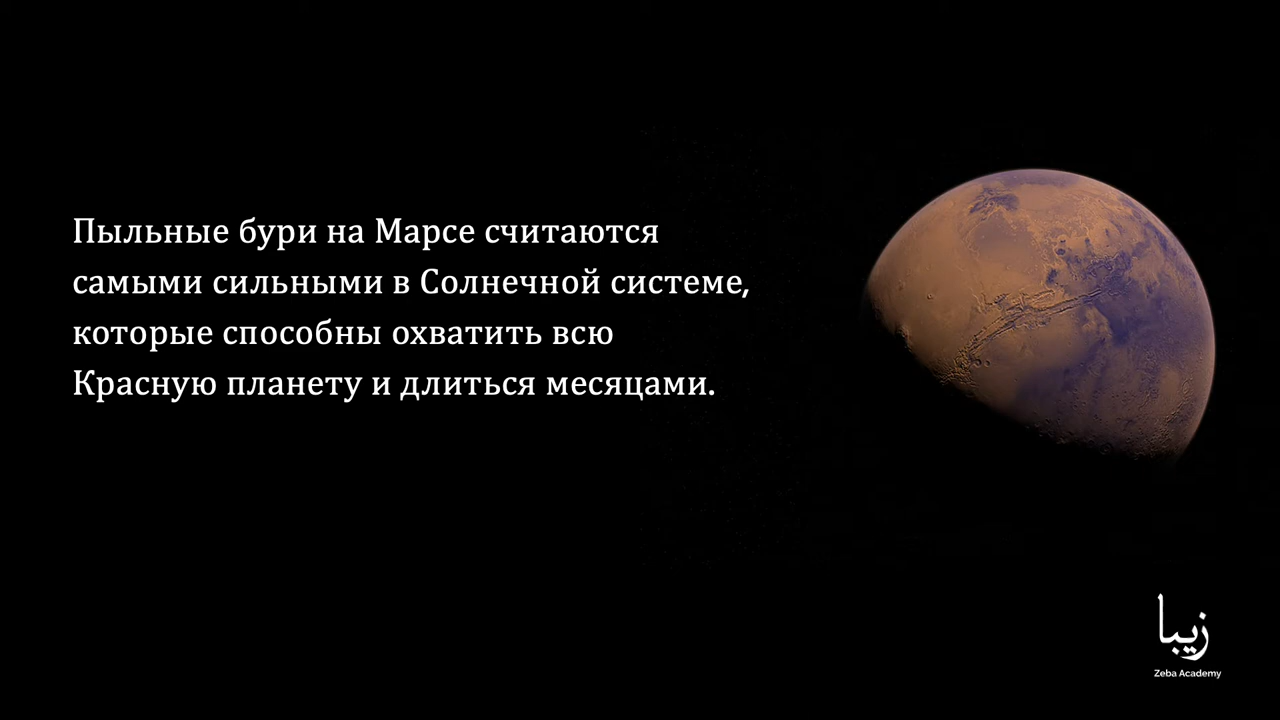 Пыльные бури на Марсе считаются
самыми сильными в Солнечной системе,
которые способны охватить всю
Красную планету и длиться месяцами.
زیبا
Zeba Academy